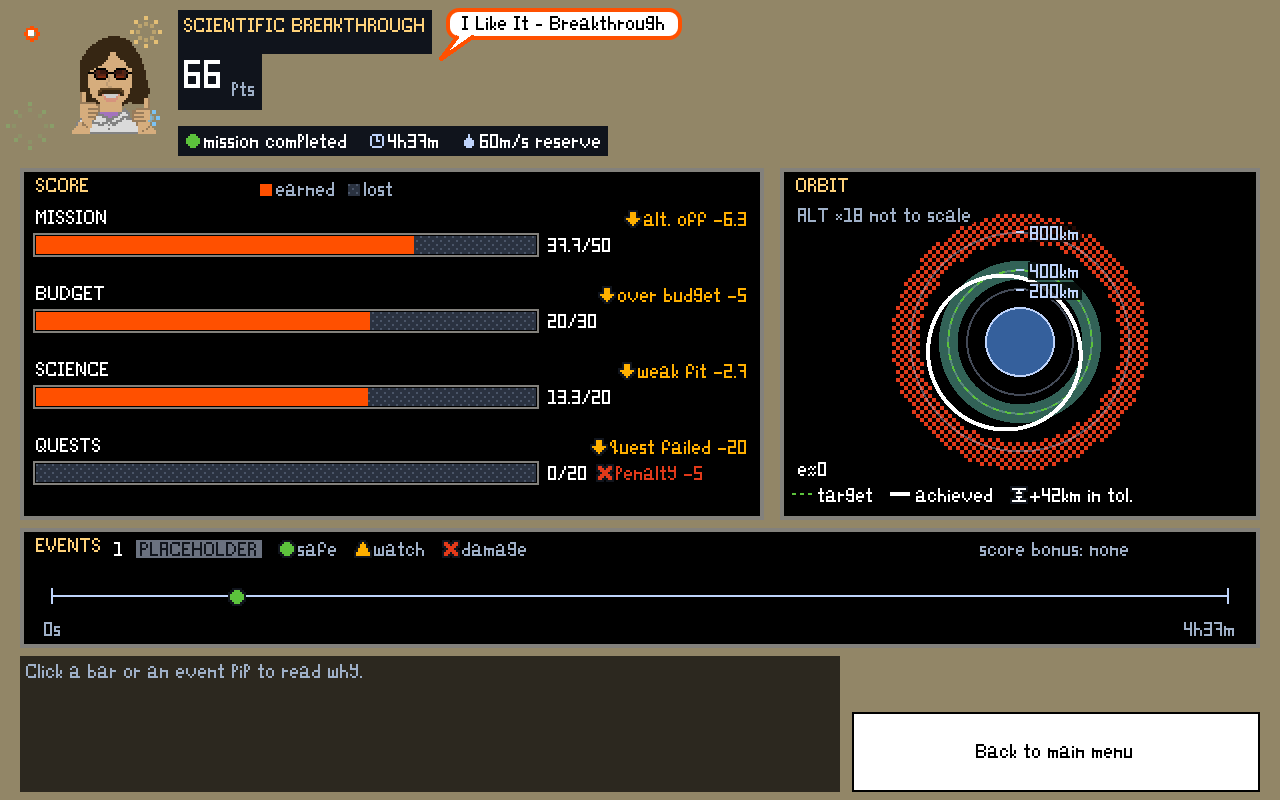 SCIENTIFIC BREAKTHROUGH
I Like It - Breakthrough
66 Pts
mission completed 4h37m 60m/s reserve
SCORE earned lost
MISSION alt. off -6.3
37.7/50
BUDGET over budget -5
20/30
SCIENCE weak fit -2.7
13.3/20
QUESTS quest failed -20
0/20 Penalty -5
ORBIT
ALT x18 not to scale
800km
400km
200km
e≈0
target achieved +42km in tol.
EVENTS 1 PLACEHOLDER safe watch damage score bonus: none
0s 4h37m
Click a bar or an event pip to read why.
Back to main menu